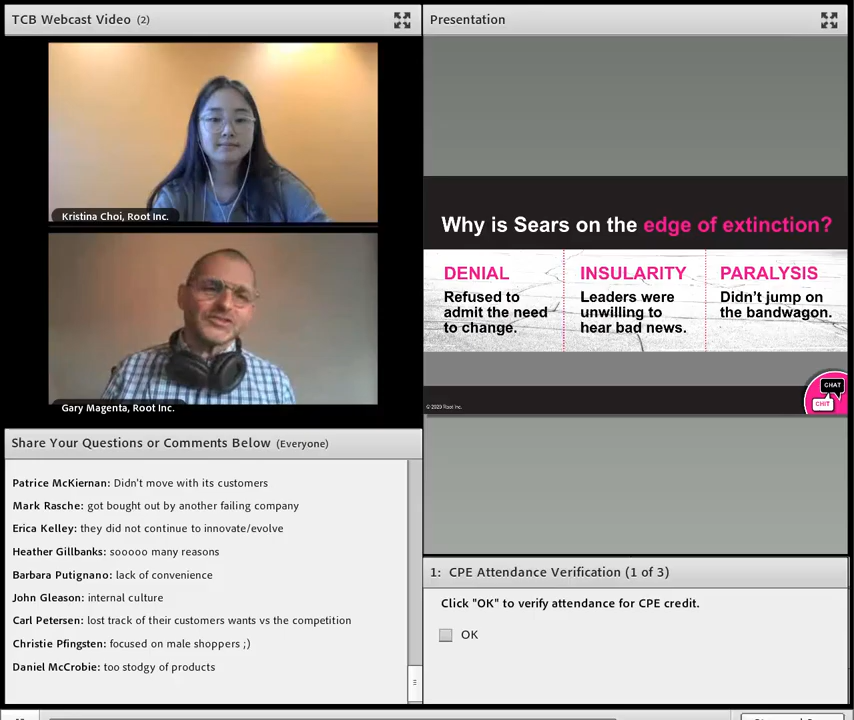 TCB Webcast Video (2)
Kristina Choi, Root Inc.
Gary Magenta, Root Inc.
Share Your Questions or Comments Below (Everyone)
Patrice McKiernan: Didn't move with its customers
Mark Rasche: got bought out by another failing company
Erica Kelley: they did not continue to innovate/evolve
Heather Gillbanks: sooooo many reasons
Barbara Putignano: lack of convenience
John Gleason: internal culture
Carl Petersen: lost track of their customers wants vs the competition
Christie Pfingsten: focused on male shoppers ;)
Daniel McCrobie: too stodgy of products
Presentation
Why is Sears on the edge of extinction?
DENIAL
Refused to
admit the need
to change.
INSULARITY
Leaders were
unwilling to
hear bad news.
PARALYSIS
Didn't jump on
the bandwagon.
© 2020 Root Inc.
CHAT
CHIT
1: CPE Attendance Verification (1 of 3)
Click "OK" to verify attendance for CPE credit.
OK